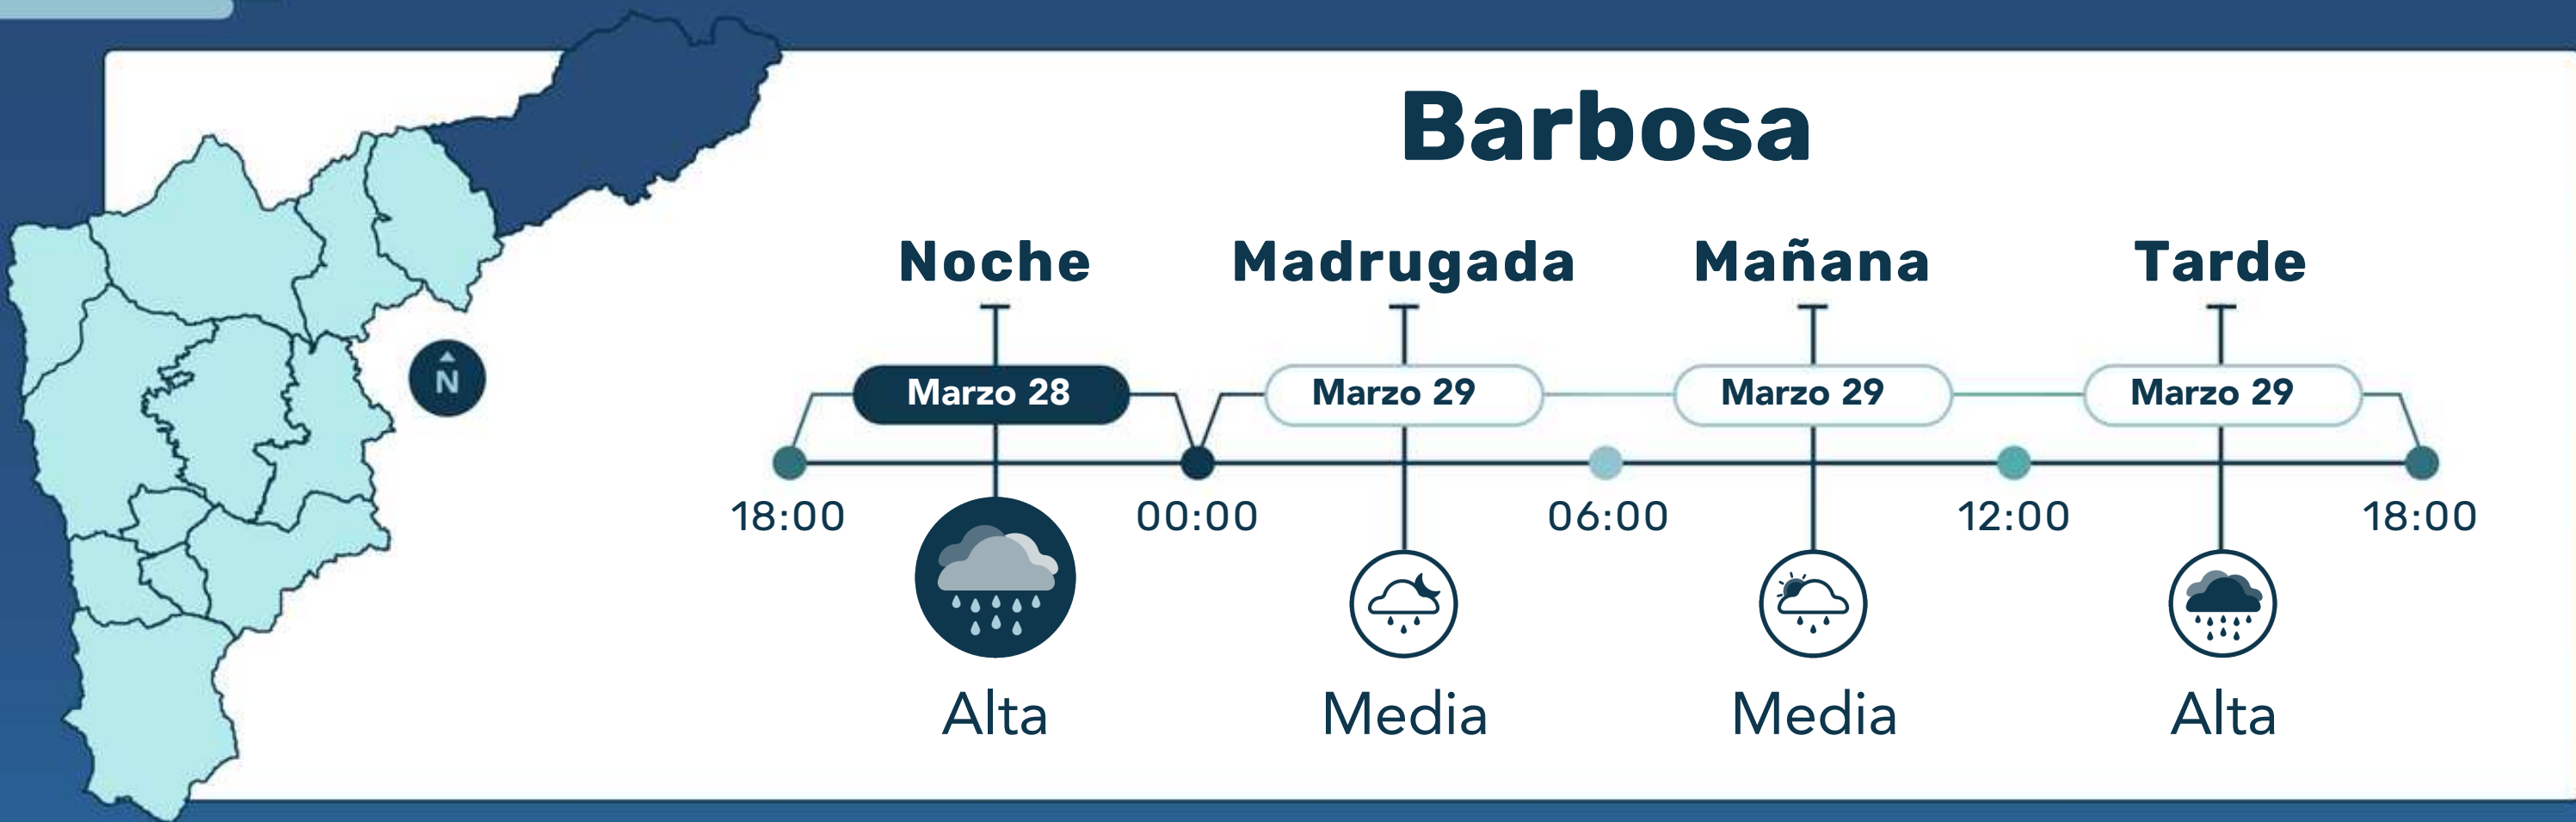 Barbosa
Noche Madrugada Mañana Tarde
N
Marzo 28 Marzo 29 Marzo 29 Marzo 29
18:00 00:00 06:00 12:00 18:00
Alta Media Media Alta